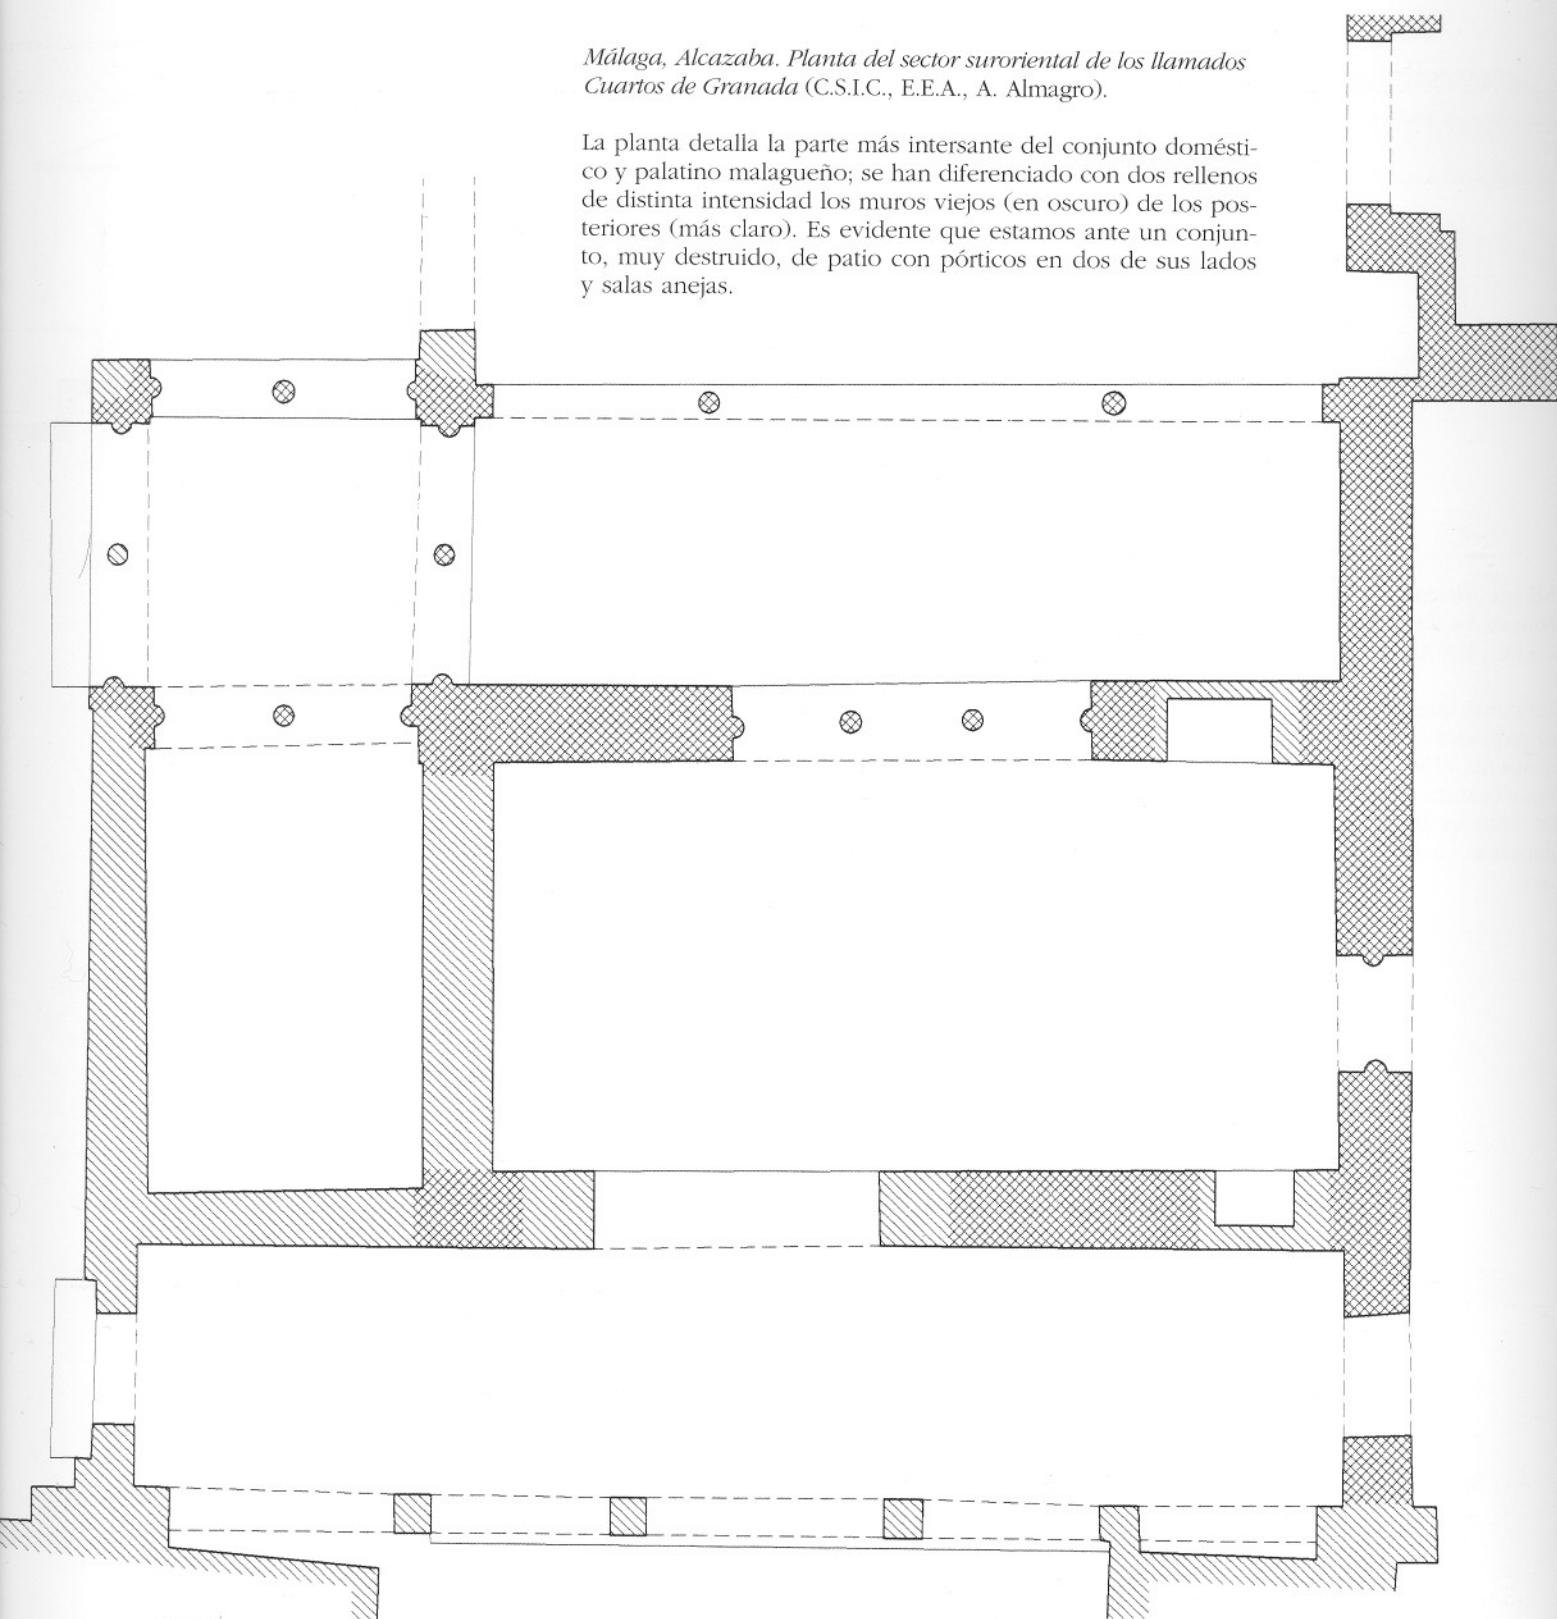 Málaga, Alcazaba. Planta del sector suroriental de los llamados
Cuartos de Granada (C.S.I.C., E.E.A., A. Almagro).
La planta detalla la parte más intersante del conjunto domésti-
co y palatino malagueño; se han diferenciado con dos rellenos
de distinta intensidad los muros viejos (en oscuro) de los pos-
teriores (más claro). Es evidente que estamos ante un conjun-
to, muy destruido, de patio con pórticos en dos de sus lados
y salas anejas.